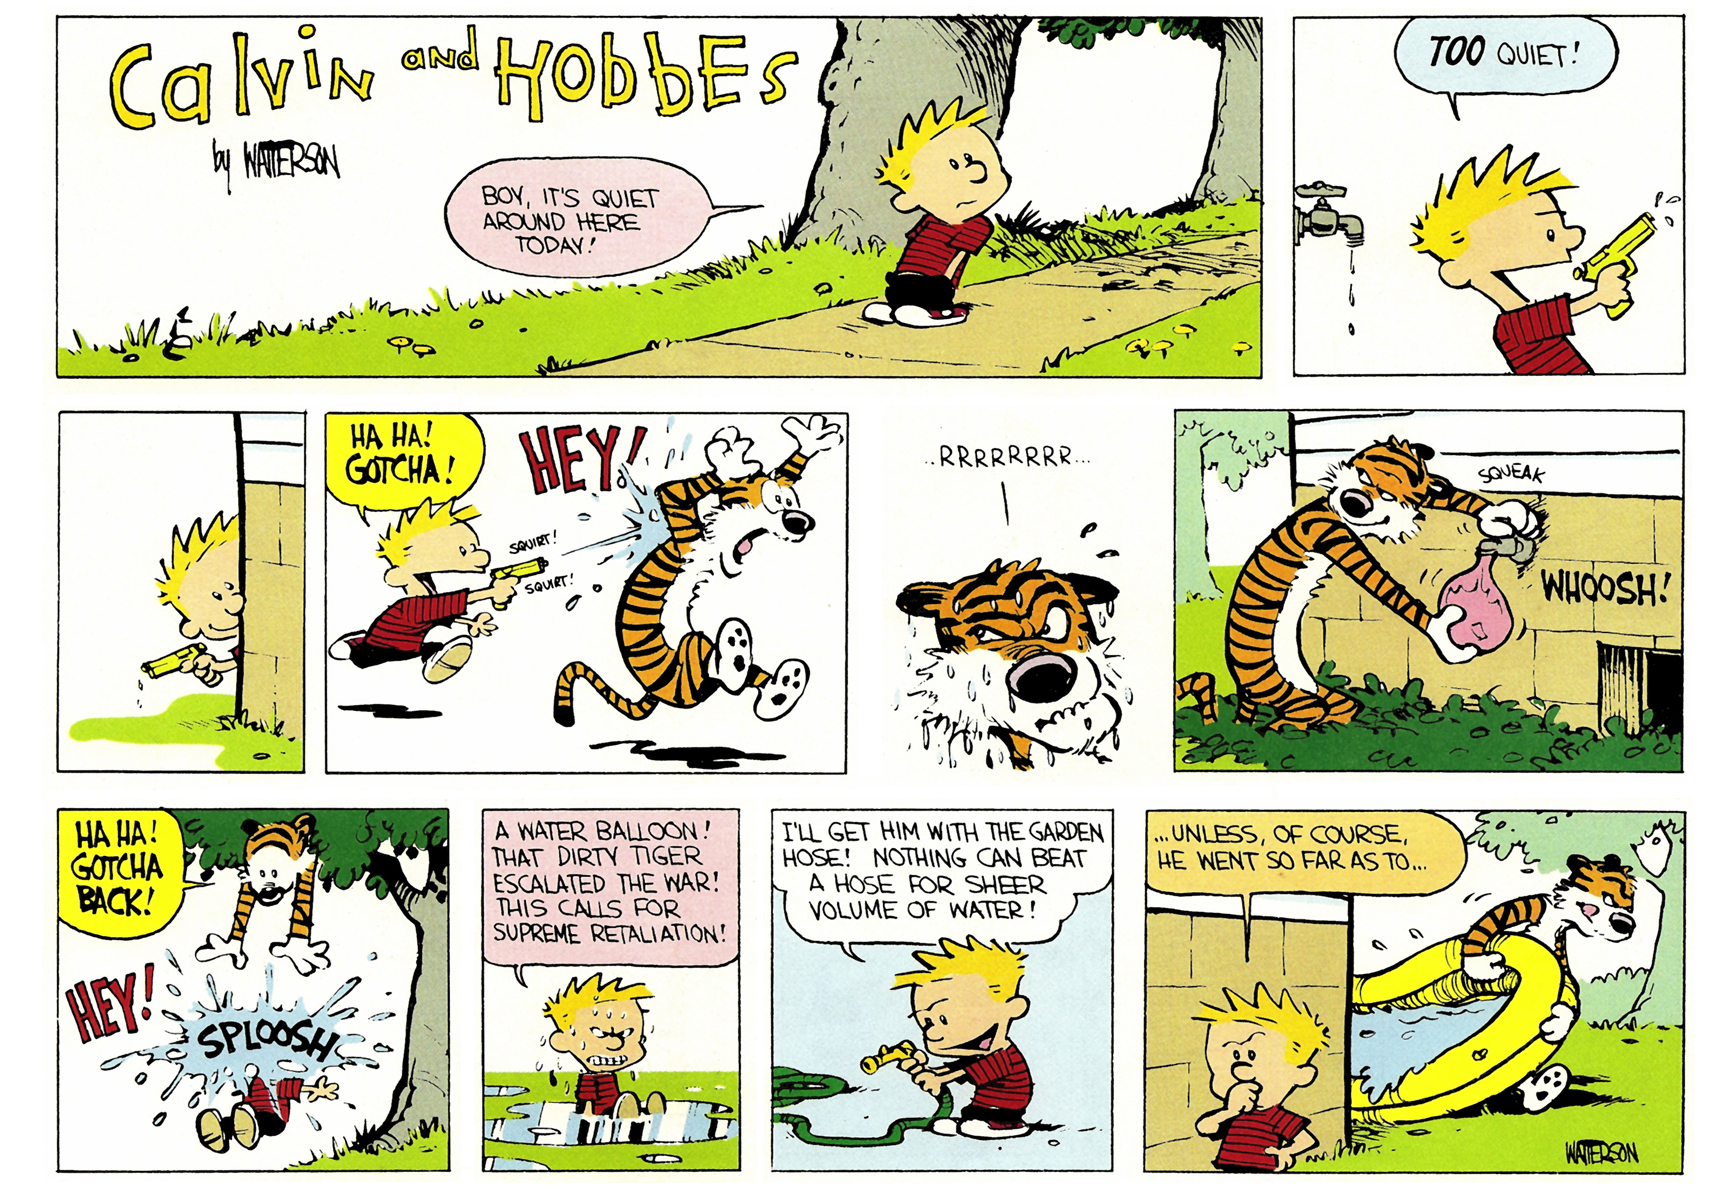 Calvin and HobbEs
by WATTERSON
BOY, IT'S QUIET
AROUND HERE
TODAY!
TOO QUIET!
HA HA!
GOTCHA!
HEY!
SQUIRT!
SQUIRT!
..RRRRRRRR...
SQUEAK
WHOOSH!
HA HA!
GOTCHA
BACK!
HEY!
SPLOOSH
A WATER BALLOON!
THAT DIRTY TIGER
ESCALATED THE WAR!
THIS CALLS FOR
SUPREME RETALIATION!
I'LL GET HIM WITH THE GARDEN
HOSE! NOTHING CAN BEAT
A HOSE FOR SHEER
VOLUME OF WATER!
...UNLESS, OF COURSE,
HE WENT SO FAR AS TO...
WATTERSON